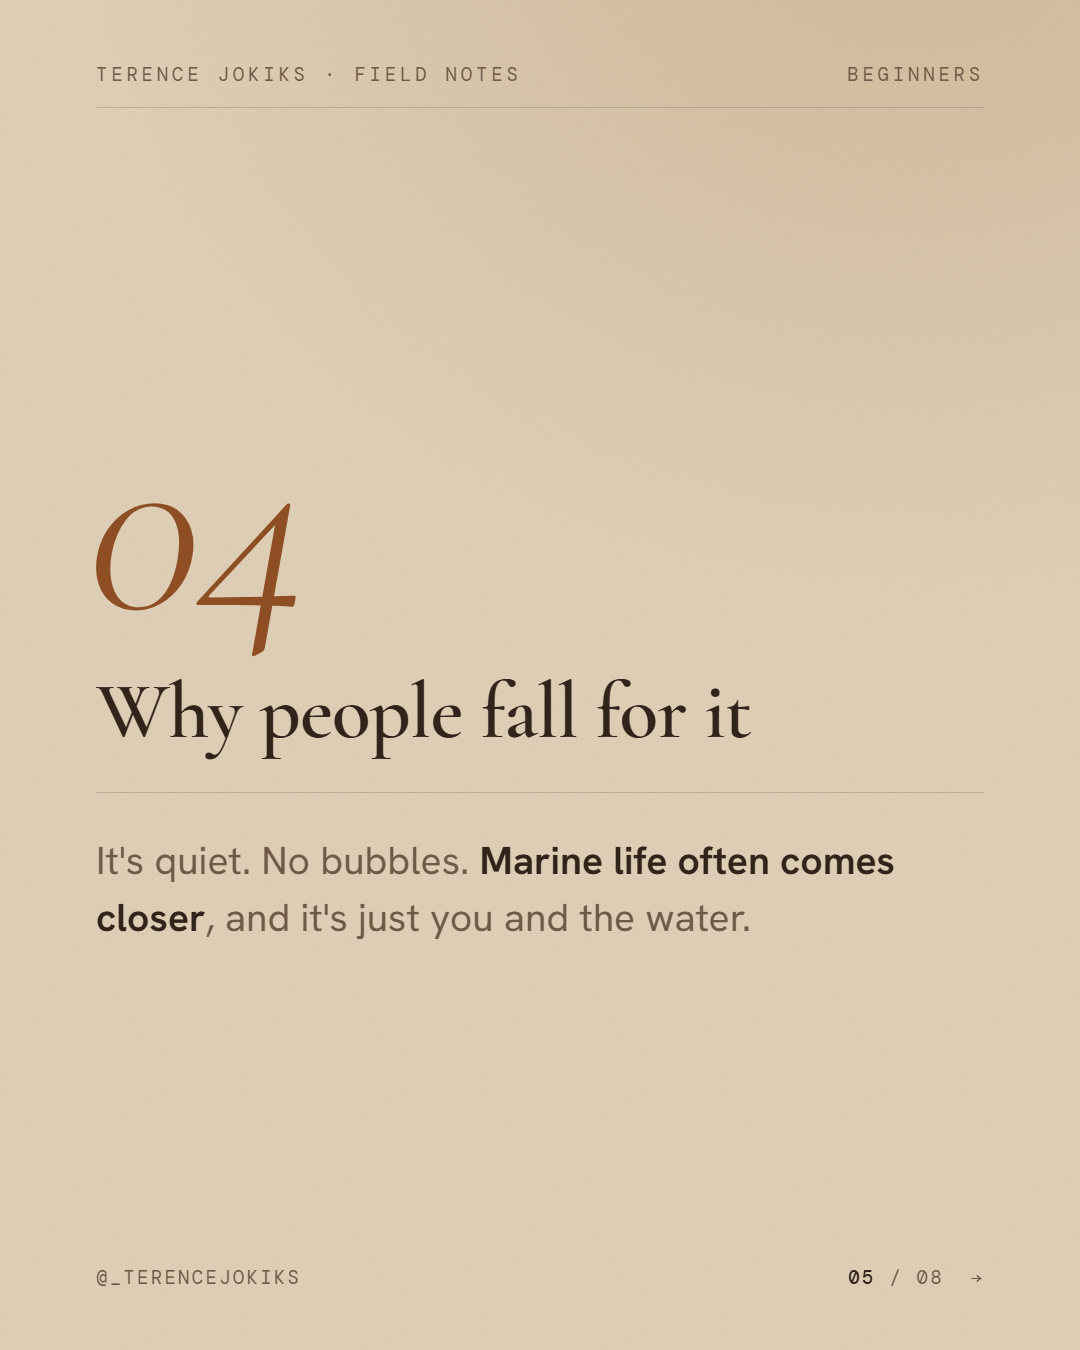 TERENCE JOKIKS · FIELD NOTES
BEGINNERS
04
Why people fall for it
It's quiet. No bubbles. Marine life often comes
closer, and it's just you and the water.
@_TERENCEJOKIKS
05 / 08 →